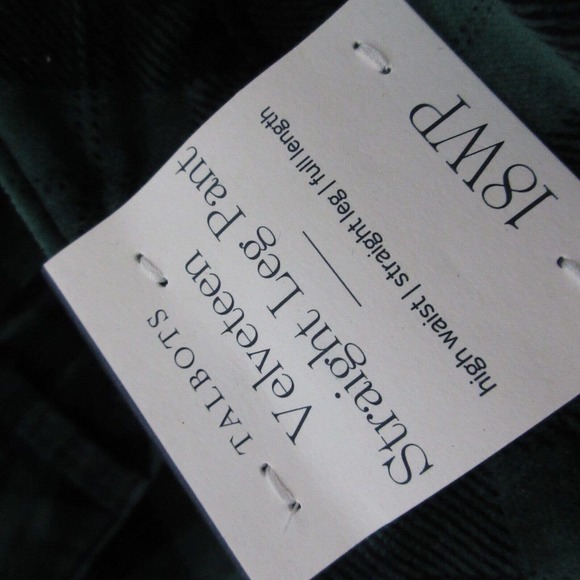 TALBOTS
Velveteen
Straight Leg Pant
high waist | straight leg | full length
18WP